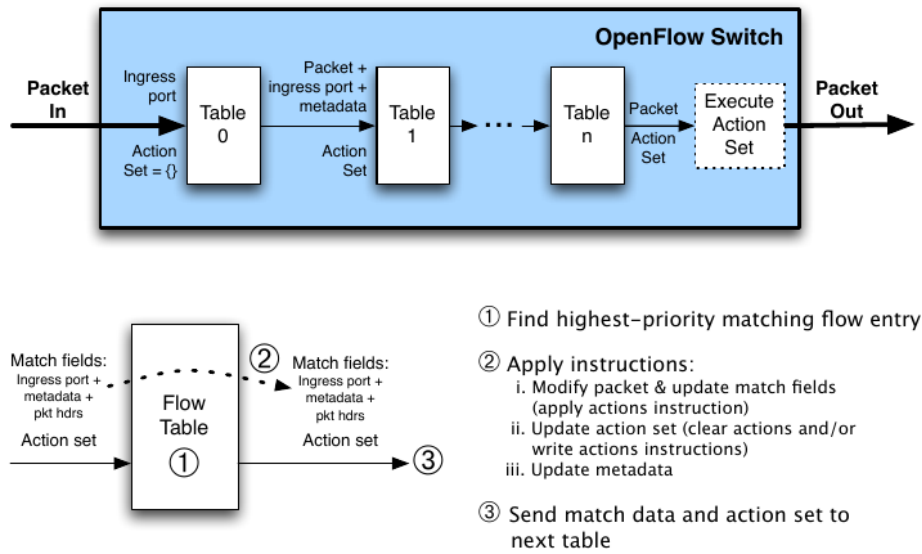 OpenFlow Switch
Packet
In
Ingress
port
Action
Set = {}
Table
0
Packet +
ingress port +
metadata
Action
Set
Table
1
...
Table
n
Packet
Action
Set
Execute
Action
Set
Packet
Out
Match fields:
Ingress port +
metadata +
pkt hdrs
Action set
Flow
Table
①
②
Match fields:
Ingress port +
metadata +
pkt hdrs
Action set
③
① Find highest-priority matching flow entry
② Apply instructions:
i. Modify packet & update match fields
(apply actions instruction)
ii. Update action set (clear actions and/or
write actions instructions)
iii. Update metadata
③ Send match data and action set to
next table